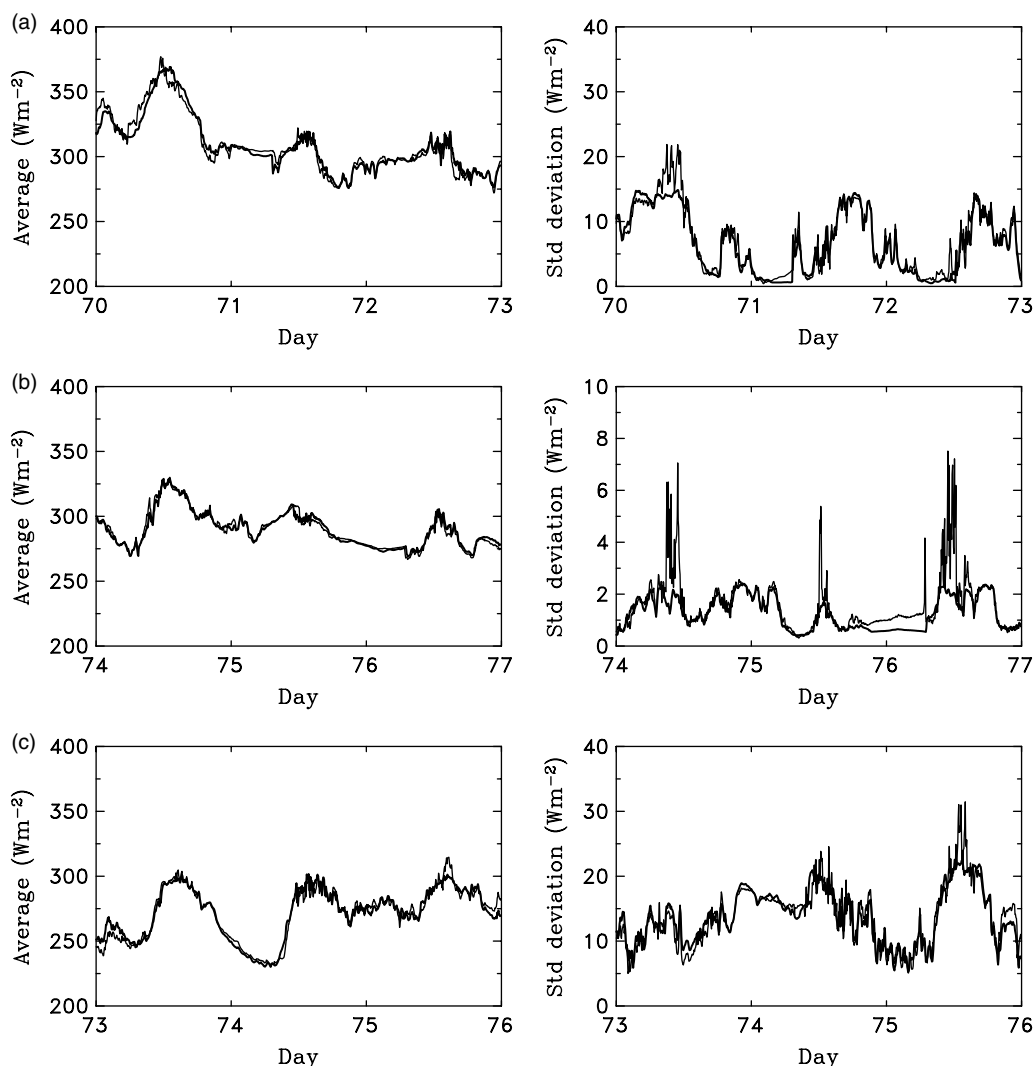 (a)
400
350
300
250
200
Average (Wm⁻²)
70 71 72 73
Day
40
30
20
10
0
Std deviation (Wm⁻²)
70 71 72 73
Day
(b)
400
350
300
250
200
Average (Wm⁻²)
74 75 76 77
Day
10
8
6
4
2
0
Std deviation (Wm⁻²)
74 75 76 77
Day
(c)
400
350
300
250
200
Average (Wm⁻²)
73 74 75 76
Day
40
30
20
10
0
Std deviation (Wm⁻²)
73 74 75 76
Day